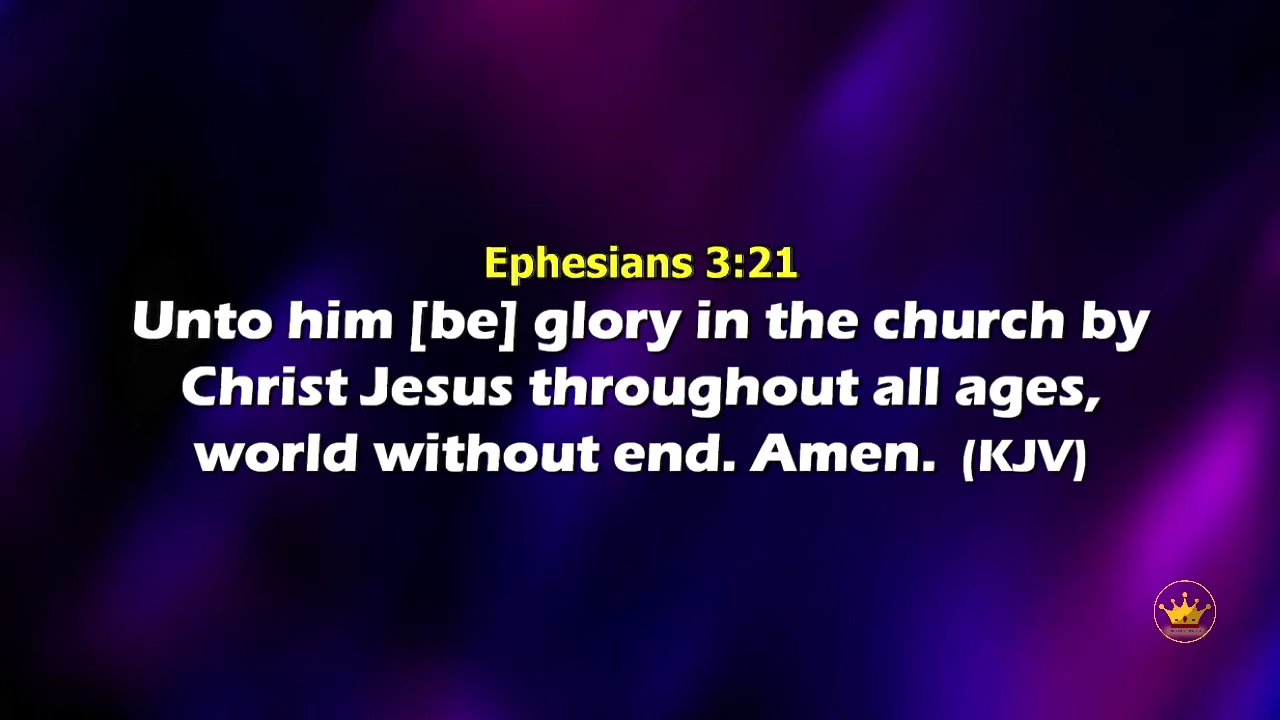 Ephesians 3:21
Unto him [be] glory in the church by
Christ Jesus throughout all ages,
world without end. Amen. (KJV)